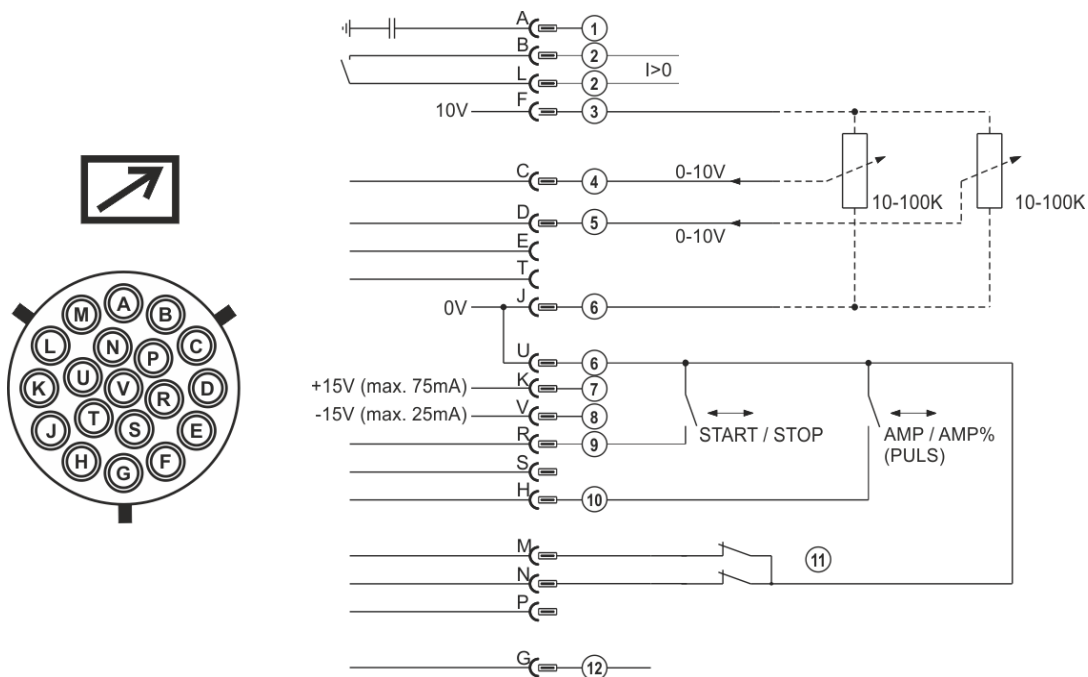 A 1
B 2
I>0
L 2
10V F 3
C 4 0-10V
10-100K 10-100K
D 5
0-10V
E
T
0V J 6
U 6
+15V (max. 75mA) K 7
-15V (max. 25mA) V 8
START / STOP AMP / AMP%
(PULS)
R 9
S
H 10
M 11
N
P
G 12
A
M B
N
L P C
U
K V D
R
T
J S E
H F
G